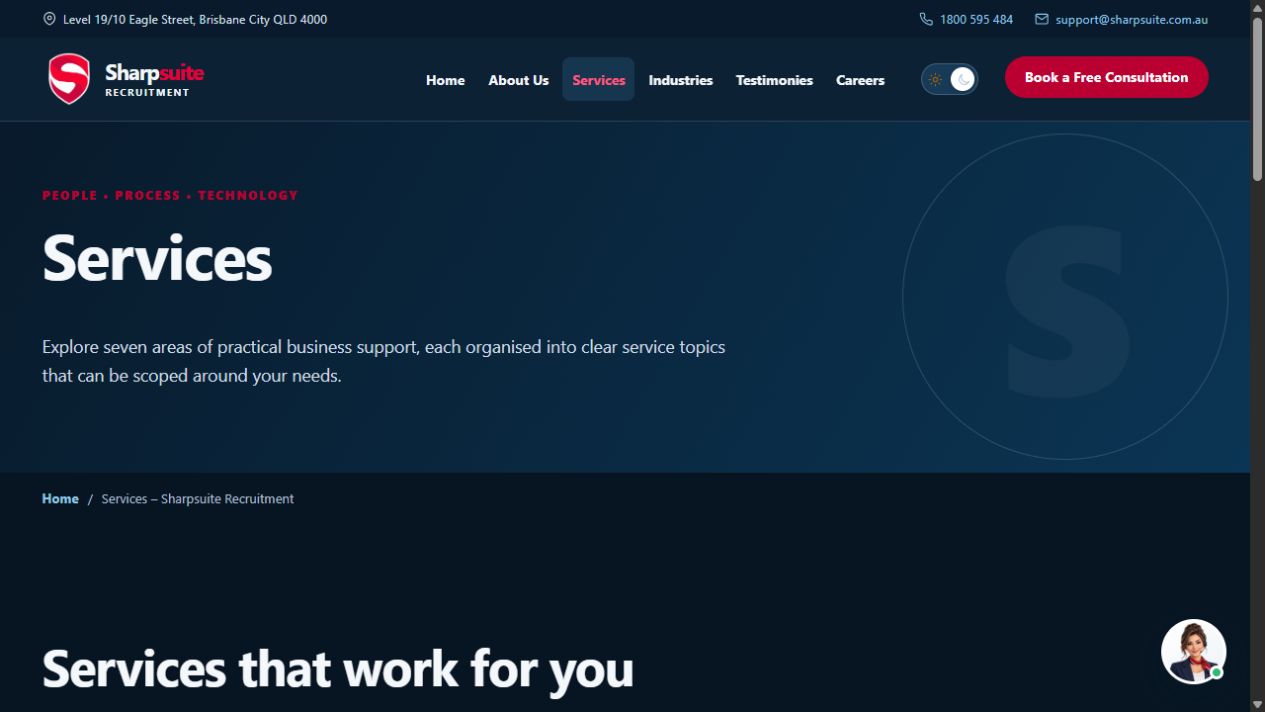 Level 19/10 Eagle Street, Brisbane City QLD 4000
1800 595 484
support@sharpsuite.com.au
Sharpsuite
RECRUITMENT
Home
About Us
Services
Industries
Testimonies
Careers
Book a Free Consultation
PEOPLE • PROCESS • TECHNOLOGY
Services
Explore seven areas of practical business support, each organised into clear service topics
that can be scoped around your needs.
S
Home / Services – Sharpsuite Recruitment
Services that work for you